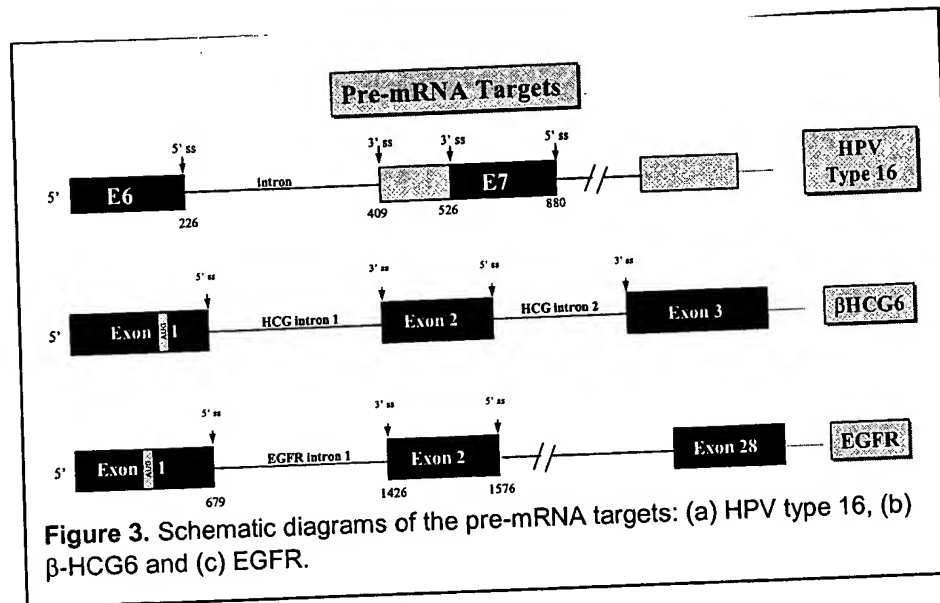 Pre-mRNA Targets
5' ss 3' ss 3' ss 5' ss
5' E6 intron E7 HPV Type 16
226 409 526 880
5' ss 3' ss 5' ss 3' ss
5' Exon AUG 1 HCG intron 1 Exon 2 HCG intron 2 Exon 3 βHCG6
5' ss 3' ss 5' ss
5' Exon AUG 1 EGFR intron 1 Exon 2 Exon 28 EGFR
679 1426 1576
Figure 3. Schematic diagrams of the pre-mRNA targets: (a) HPV type 16, (b)
β-HCG6 and (c) EGFR.